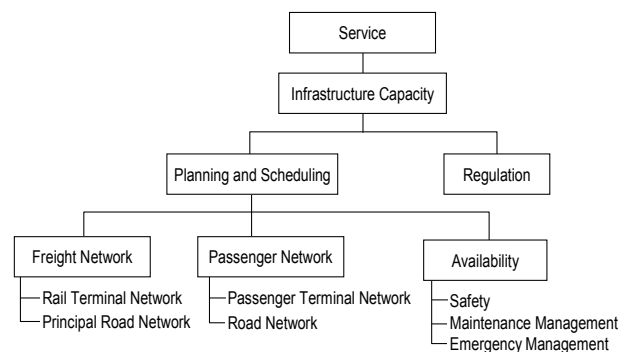 Service
Infrastructure Capacity
Planning and Scheduling
Regulation
Freight Network
Passenger Network
Availability
Rail Terminal Network
Principal Road Network
Passenger Terminal Network
Road Network
Safety
Maintenance Management
Emergency Management